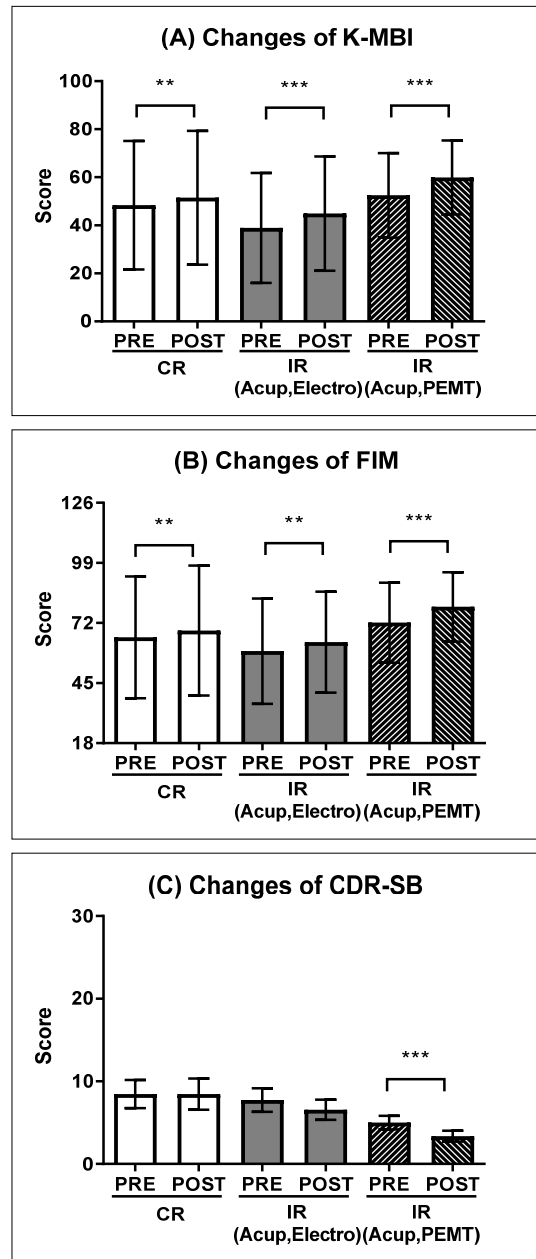 (A) Changes of K-MBI
** *** ***
100
80
60
40
20
0
Score
PRE POST PRE POST PRE POST
CR IR IR
(Acup,Electro) (Acup,PEMT)
(B) Changes of FIM
** ** ***
126
99
72
45
18
Score
PRE POST PRE POST PRE POST
CR IR IR
(Acup,Electro) (Acup,PEMT)
(C) Changes of CDR-SB
30
20
10
0
Score
***
PRE POST PRE POST PRE POST
CR IR IR
(Acup,Electro) (Acup,PEMT)